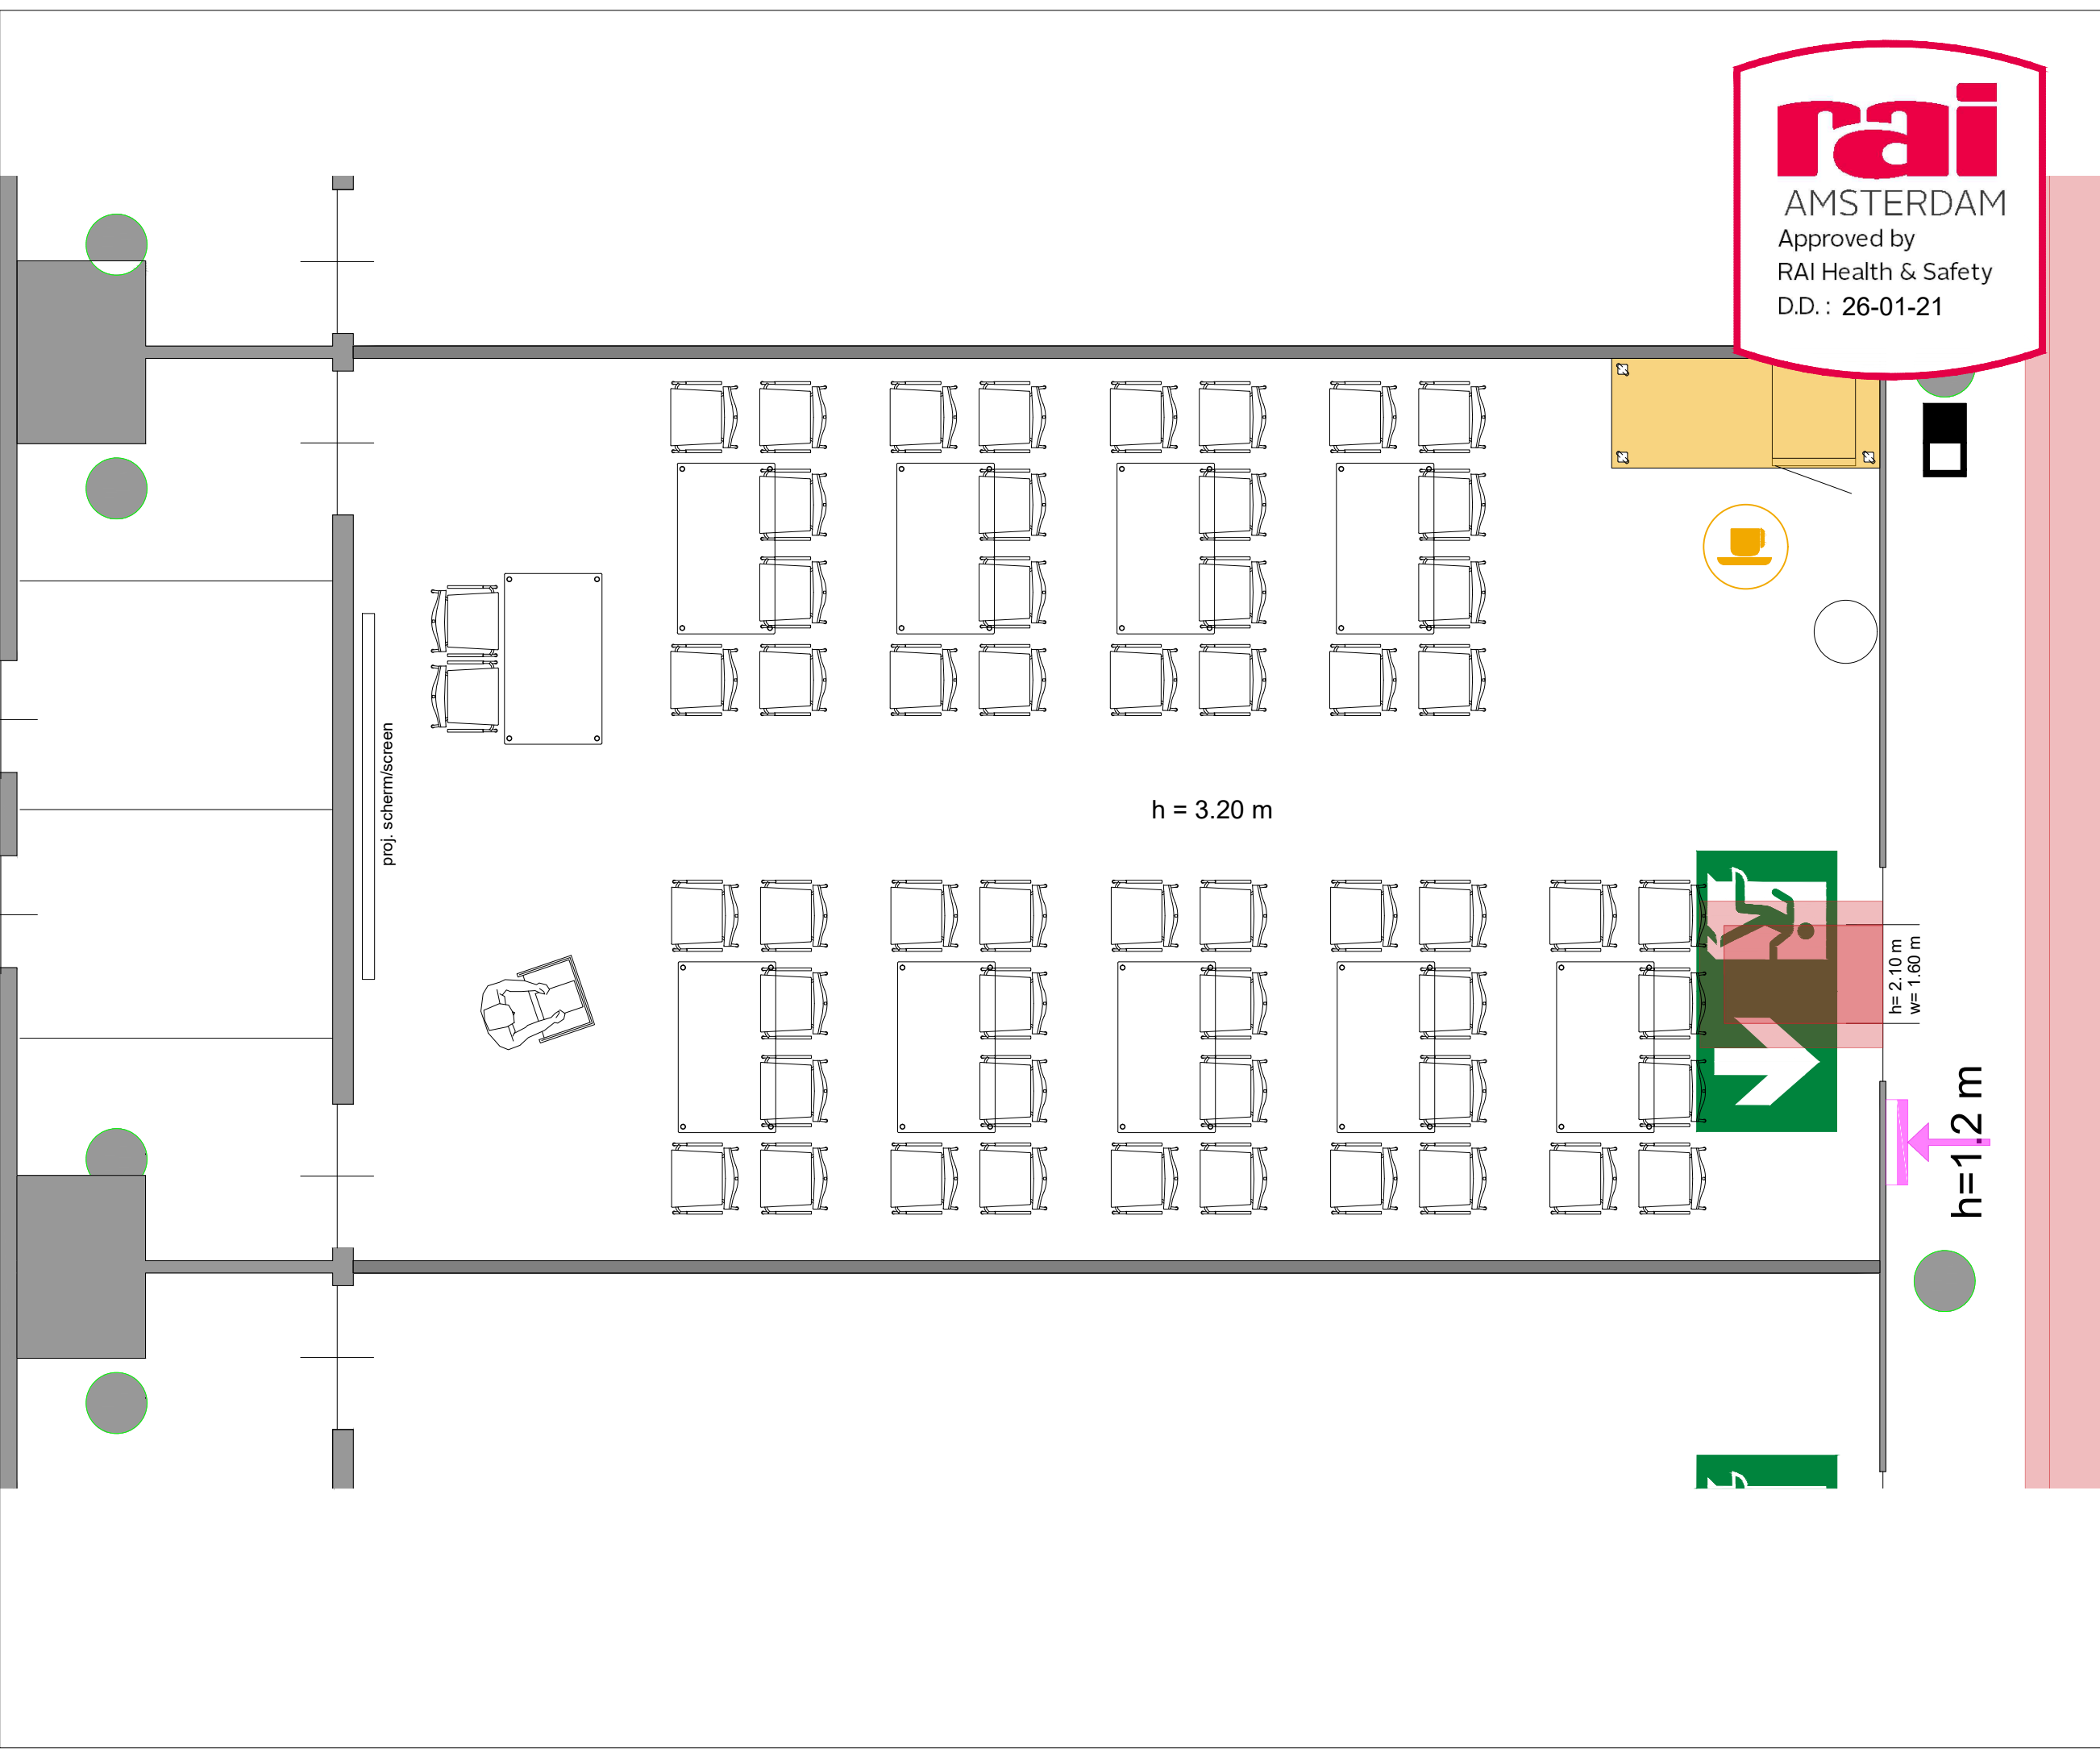 rai
AMSTERDAM
Approved by
RAI Health & Safety
D.D. : 26-01-21
proj. scherm/screen
h = 3.20 m
h= 2.10 m
w= 1.60 m
h=1.2 m